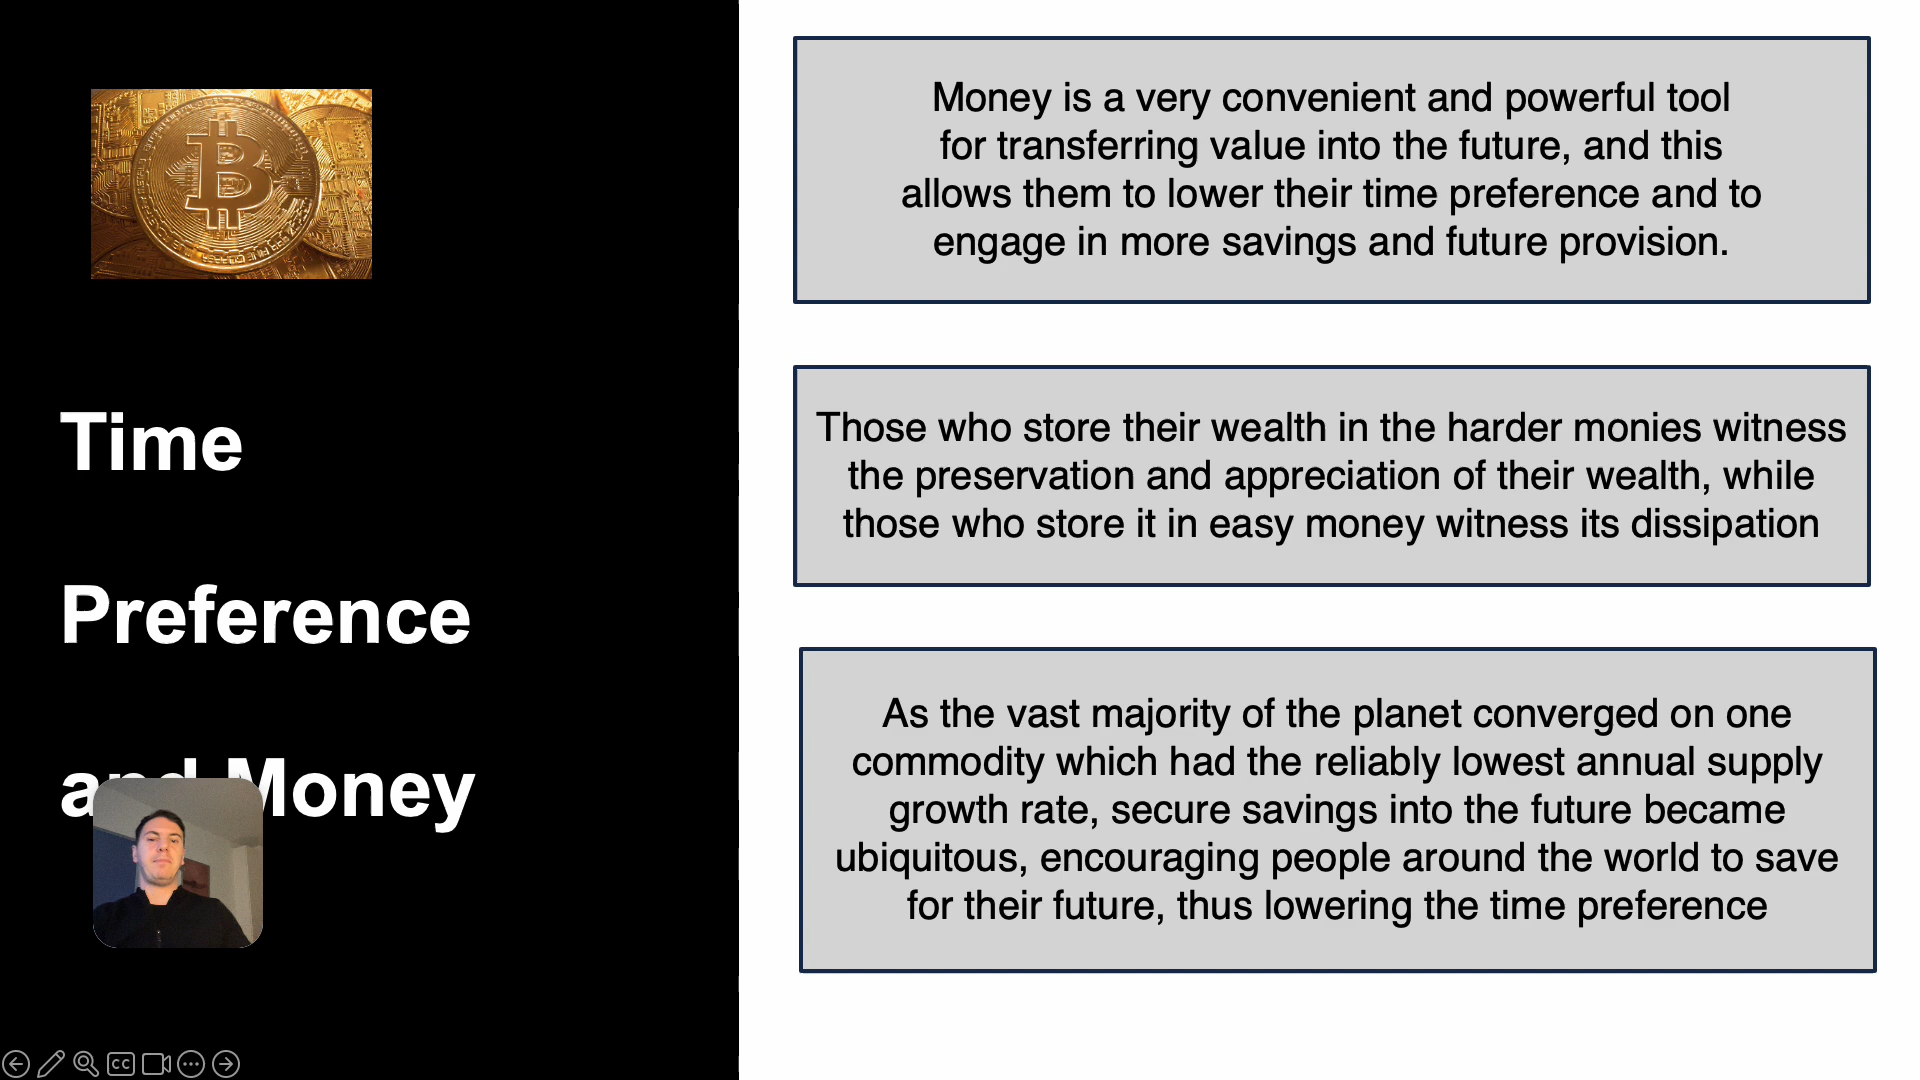 Time
Preference
Money
Money is a very convenient and powerful tool
for transferring value into the future, and this
allows them to lower their time preference and to
engage in more savings and future provision.
Those who store their wealth in the harder monies witness
the preservation and appreciation of their wealth, while
those who store it in easy money witness its dissipation
As the vast majority of the planet converged on one
commodity which had the reliably lowest annual supply
growth rate, secure savings into the future became
ubiquitous, encouraging people around the world to save
for their future, thus lowering the time preference
CC